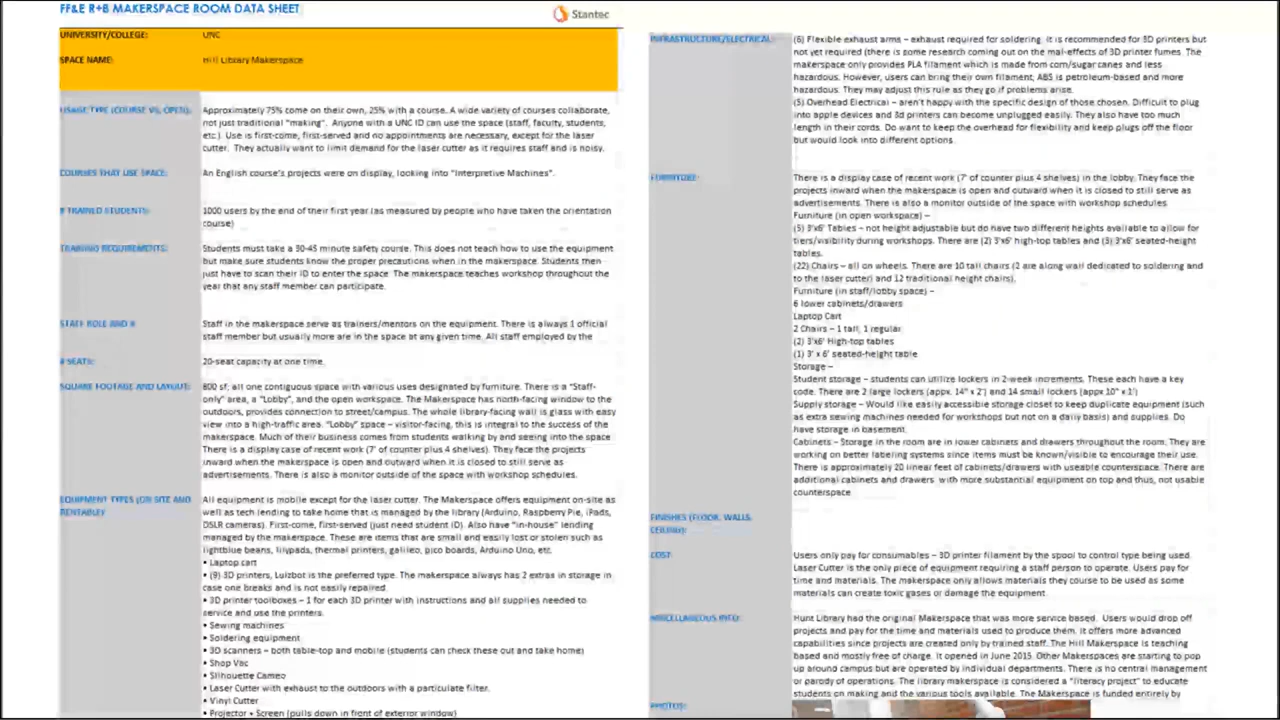 FF&E R+B MAKERSPACE ROOM DATA SHEET
Stantec
UNIVERSITY/COLLEGE: UNC
SPACE NAME: Hill Library Makerspace
USAGE TYPE (COURSE VS. OPEN): Approximately 75% come on their own, 25% with a course. A wide variety of courses collaborate,
not just traditional "making". Anyone with a UNC ID can use the space (staff, faculty, students,
etc.) Use is first-come, first-served and no appointments are necessary, except for the laser
cutter. They actually want to limit demand for the laser cutter as it requires staff and is noisy.
COURSES THAT USE SPACE: An English course's projects were on display, looking into "Interpretive Machines".
# TRAINED STUDENTS: 1000 users by the end of their first year (as measured by people who have taken the orientation
course)
TRAINING REQUIREMENTS: Students must take a 30-45 minute safety course. This does not teach how to use the equipment
but make sure students know the proper precautions when in the makerspace. Students then
just have to scan their ID to enter the space. The makerspace teaches workshop throughout the
year that any staff member can participate.
STAFF ROLE AND #: Staff in the makerspace serve as trainers/mentors on the equipment. There is always 1 official
staff member but usually more are in the space at any given time. All staff employed by the
# SEATS: 20-seat capacity at one time.
SQUARE FOOTAGE AND LAYOUT: 800 sf; all one contiguous space with various uses designated by furniture. There is a "Staff-
only" area, a "Lobby", and the open workspace. The Makerspace has north-facing window to the
outdoors, provides connection to street/campus. The whole library-facing wall is glass with easy
view into a high-traffic area. "Lobby" space – visitor-facing, this is integral to the success of the
makerspace. Much of their business comes from students walking by and seeing into the space.
There is a display case of recent work (7' of counter plus 4 shelves). They face the projects
inward when the makerspace is open and outward when it is closed to still serve as
advertisements. There is also a monitor outside of the space with workshop schedules.
EQUIPMENT TYPES (ON SITE AND RENTABLE): All equipment is mobile except for the laser cutter. The Makerspace offers equipment on-site as
well as tech lending to take home that is managed by the library (Arduino, Raspberry Pie, iPads,
DSLR cameras). First-come, first-served (just need student ID). Also have "in-house" lending
managed by the makerspace. These are items that are small and easily lost or stolen such as
lightblue beans, lilypads, thermal printers, galileo, pico boards, Arduino Uno, etc.
• Laptop cart
• (9) 3D printers, Lulzbot is the preferred type. The makerspace always has 2 extras in storage in
case one breaks and is not easily repaired.
• 3D printer toolboxes – 1 for each 3D printer with instructions and all supplies needed to
service and use the printers.
• Sewing machines
• Soldering equipment
• 3D scanners – both table-top and mobile (students can check these out and take home)
• Shop Vac
• Silhouette Cameo
• Laser Cutter with exhaust to the outdoors with a particulate filter.
• Vinyl Cutter
• Projector + Screen (pulls down in front of exterior window)
INFRASTRUCTURE/ELECTRICAL: (6) Flexible exhaust arms – exhaust required for soldering. It is recommended for 3D printers but
not yet required (there is some research coming out on the mal-effects of 3D printer fumes. The
makerspace only provides PLA filament which is made from corn/sugar canes and less
hazardous. However, users can bring their own filament; ABS is petroleum-based and more
hazardous. They may adjust this rule as they go if problems arise.
(5) Overhead Electrical – aren't happy with the specific design of those chosen. Difficult to plug
into apple devices and 3d printers can become unplugged easily. They also have too much
length in their cords. Do want to keep the overhead for flexibility and keep plugs off the floor
but would look into different options.
FURNITURE: There is a display case of recent work (7' of counter plus 4 shelves) in the lobby. They face the
projects inward when the makerspace is open and outward when it is closed to still serve as
advertisements. There is also a monitor outside of the space with workshop schedules.
Furniture (in open workspace) –
(5) 3'x6' Tables – not height adjustable but do have two different heights available to allow for
tiers/visibility during workshops. There are (2) 3'x6' high-top tables and (3) 3'x6' seated-height
tables.
(22) Chairs – all on wheels. There are 10 tall chairs (2 are along wall dedicated to soldering and
to the laser cutter) and 12 traditional height chairs).
Furniture (in staff/lobby space) –
6 lower cabinets/drawers
Laptop Cart
2 Chairs – 1 tall, 1 regular
(2) 3'x6' High-top tables
(1) 3' x 6' seated-height table
Storage –
Student storage – students can utilize lockers in 2-week increments. These each have a key
code. There are 2 large lockers (appx. 14" x 2') and 14 small lockers (appx 10" x 1')
Supply storage – Would like easily accessible storage closet to keep duplicate equipment (such
as extra sewing machines needed for workshops but not on a daily basis) and supplies. Do
have storage in basement.
Cabinets – Storage in the room are in lower cabinets and drawers throughout the room. They are
working on better labeling systems since items must be known/visible to encourage their use.
There is approximately 20 linear feet of cabinets/drawers with useable counterspace. There are
additional cabinets and drawers with more substantial equipment on top and thus, not usable
counterspace
FINISHES (FLOOR, WALLS, CEILING):
COST: Users only pay for consumables – 3D printer filament by the spool to control type being used.
Laser Cutter is the only piece of equipment requiring a staff person to operate. Users pay for
time and materials. The makerspace only allows materials they course to be used as some
materials can create toxic gases or damage the equipment
MISCELLANEOUS INFO: Hunt Library had the original Makerspace that was more service based. Users would drop off
projects and pay for the time and materials used to produce them. It offers more advanced
capabilities since projects are created only by trained staff. The Hill Makerspace is teaching
based and mostly free of charge. It opened in June 2015. Other Makerspaces are starting to pop
up around campus but are operated by individual departments. There is no central management
or parody of operations. The library makerspace is considered a "literacy project" to educate
students on making and the various tools available. The Makerspace is funded entirely by
PHOTOS: